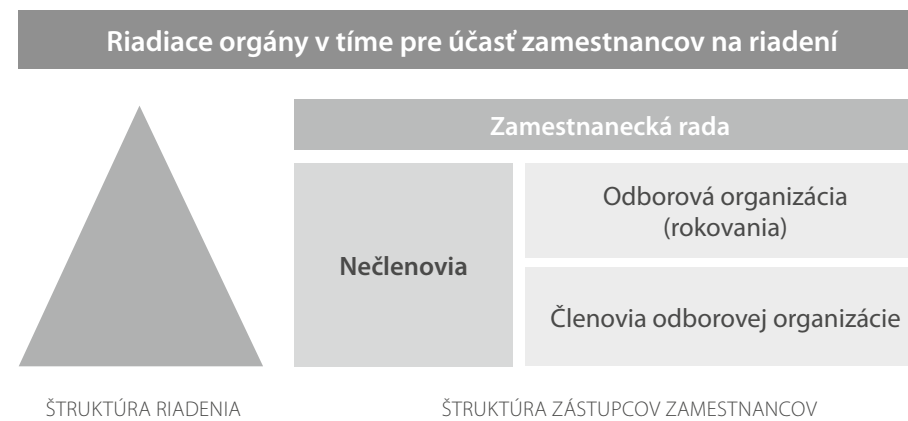 Riadiace orgány v tíme pre účasť zamestnancov na riadení
Zamestnanecká rada
Nečlenovia
Odborová organizácia
(rokovania)
Členovia odborovej organizácie
ŠTRUKTÚRA RIADENIA
ŠTRUKTÚRA ZÁSTUPCOV ZAMESTNANCOV